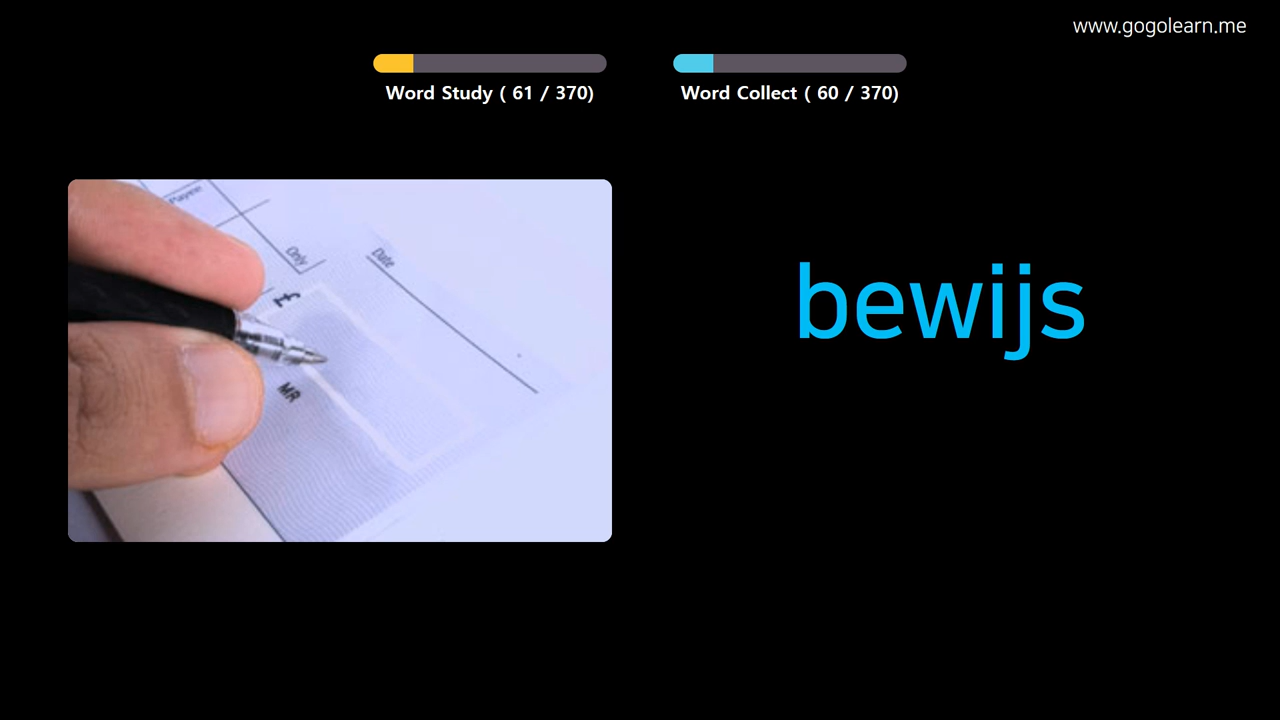 www.gogolearn.me
Word Study ( 61 / 370)
Word Collect ( 60 / 370)
Payee
Only
Date
£
MR
bewijs